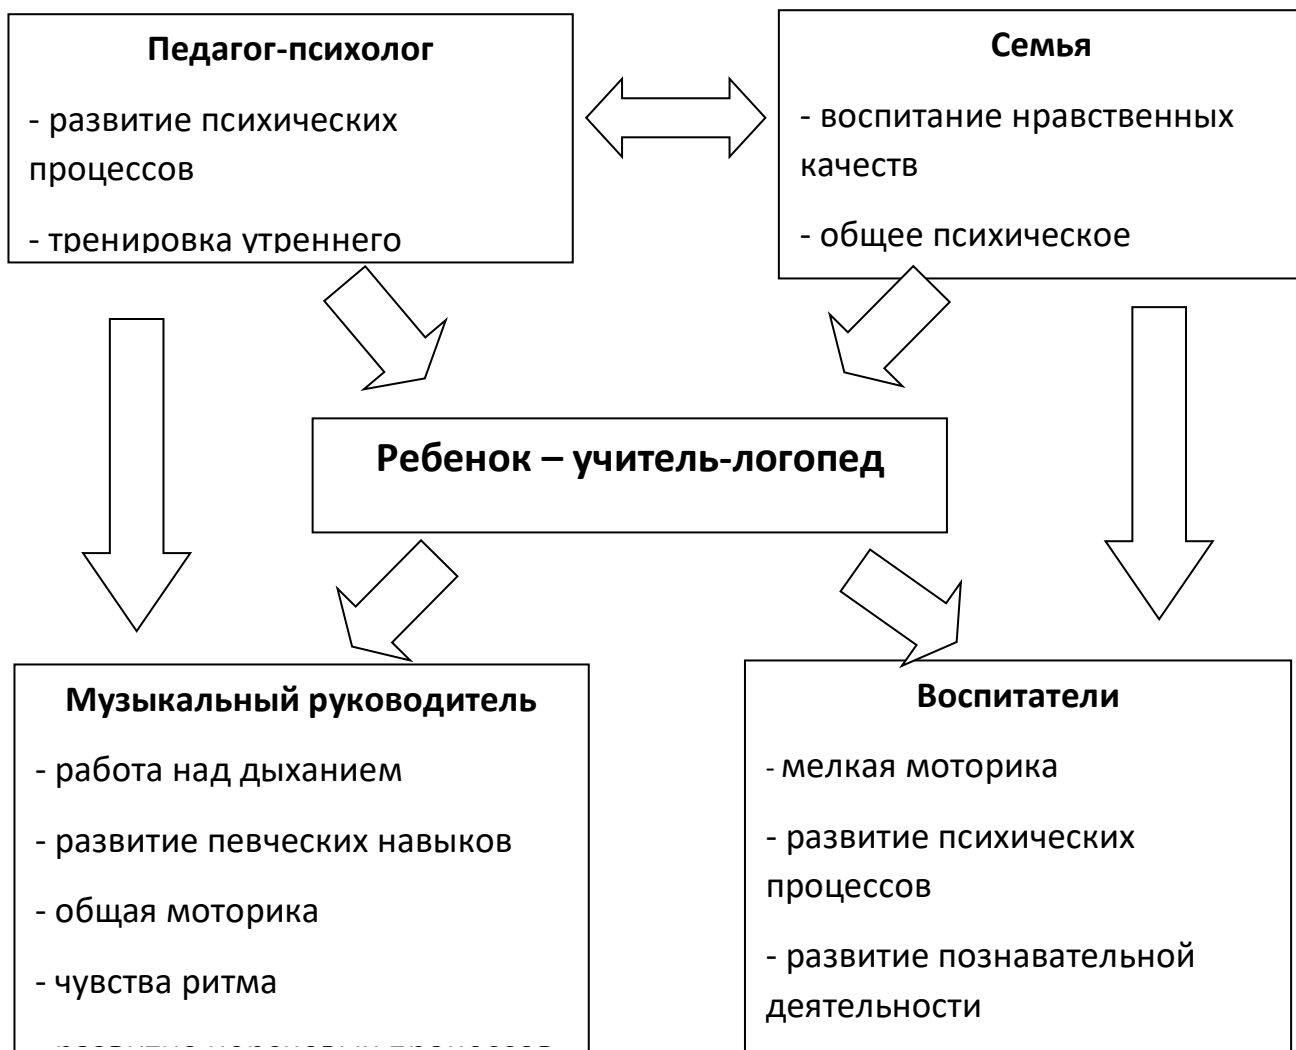 Педагог-психолог
- развитие психических
процессов
- тренировка утреннего
Семья
- воспитание нравственных
качеств
- общее психическое
Ребенок – учитель-логопед
Музыкальный руководитель
- работа над дыханием
- развитие певческих навыков
- общая моторика
- чувства ритма
Воспитатели
- мелкая моторика
- развитие психических
процессов
- развитие познавательной
деятельности